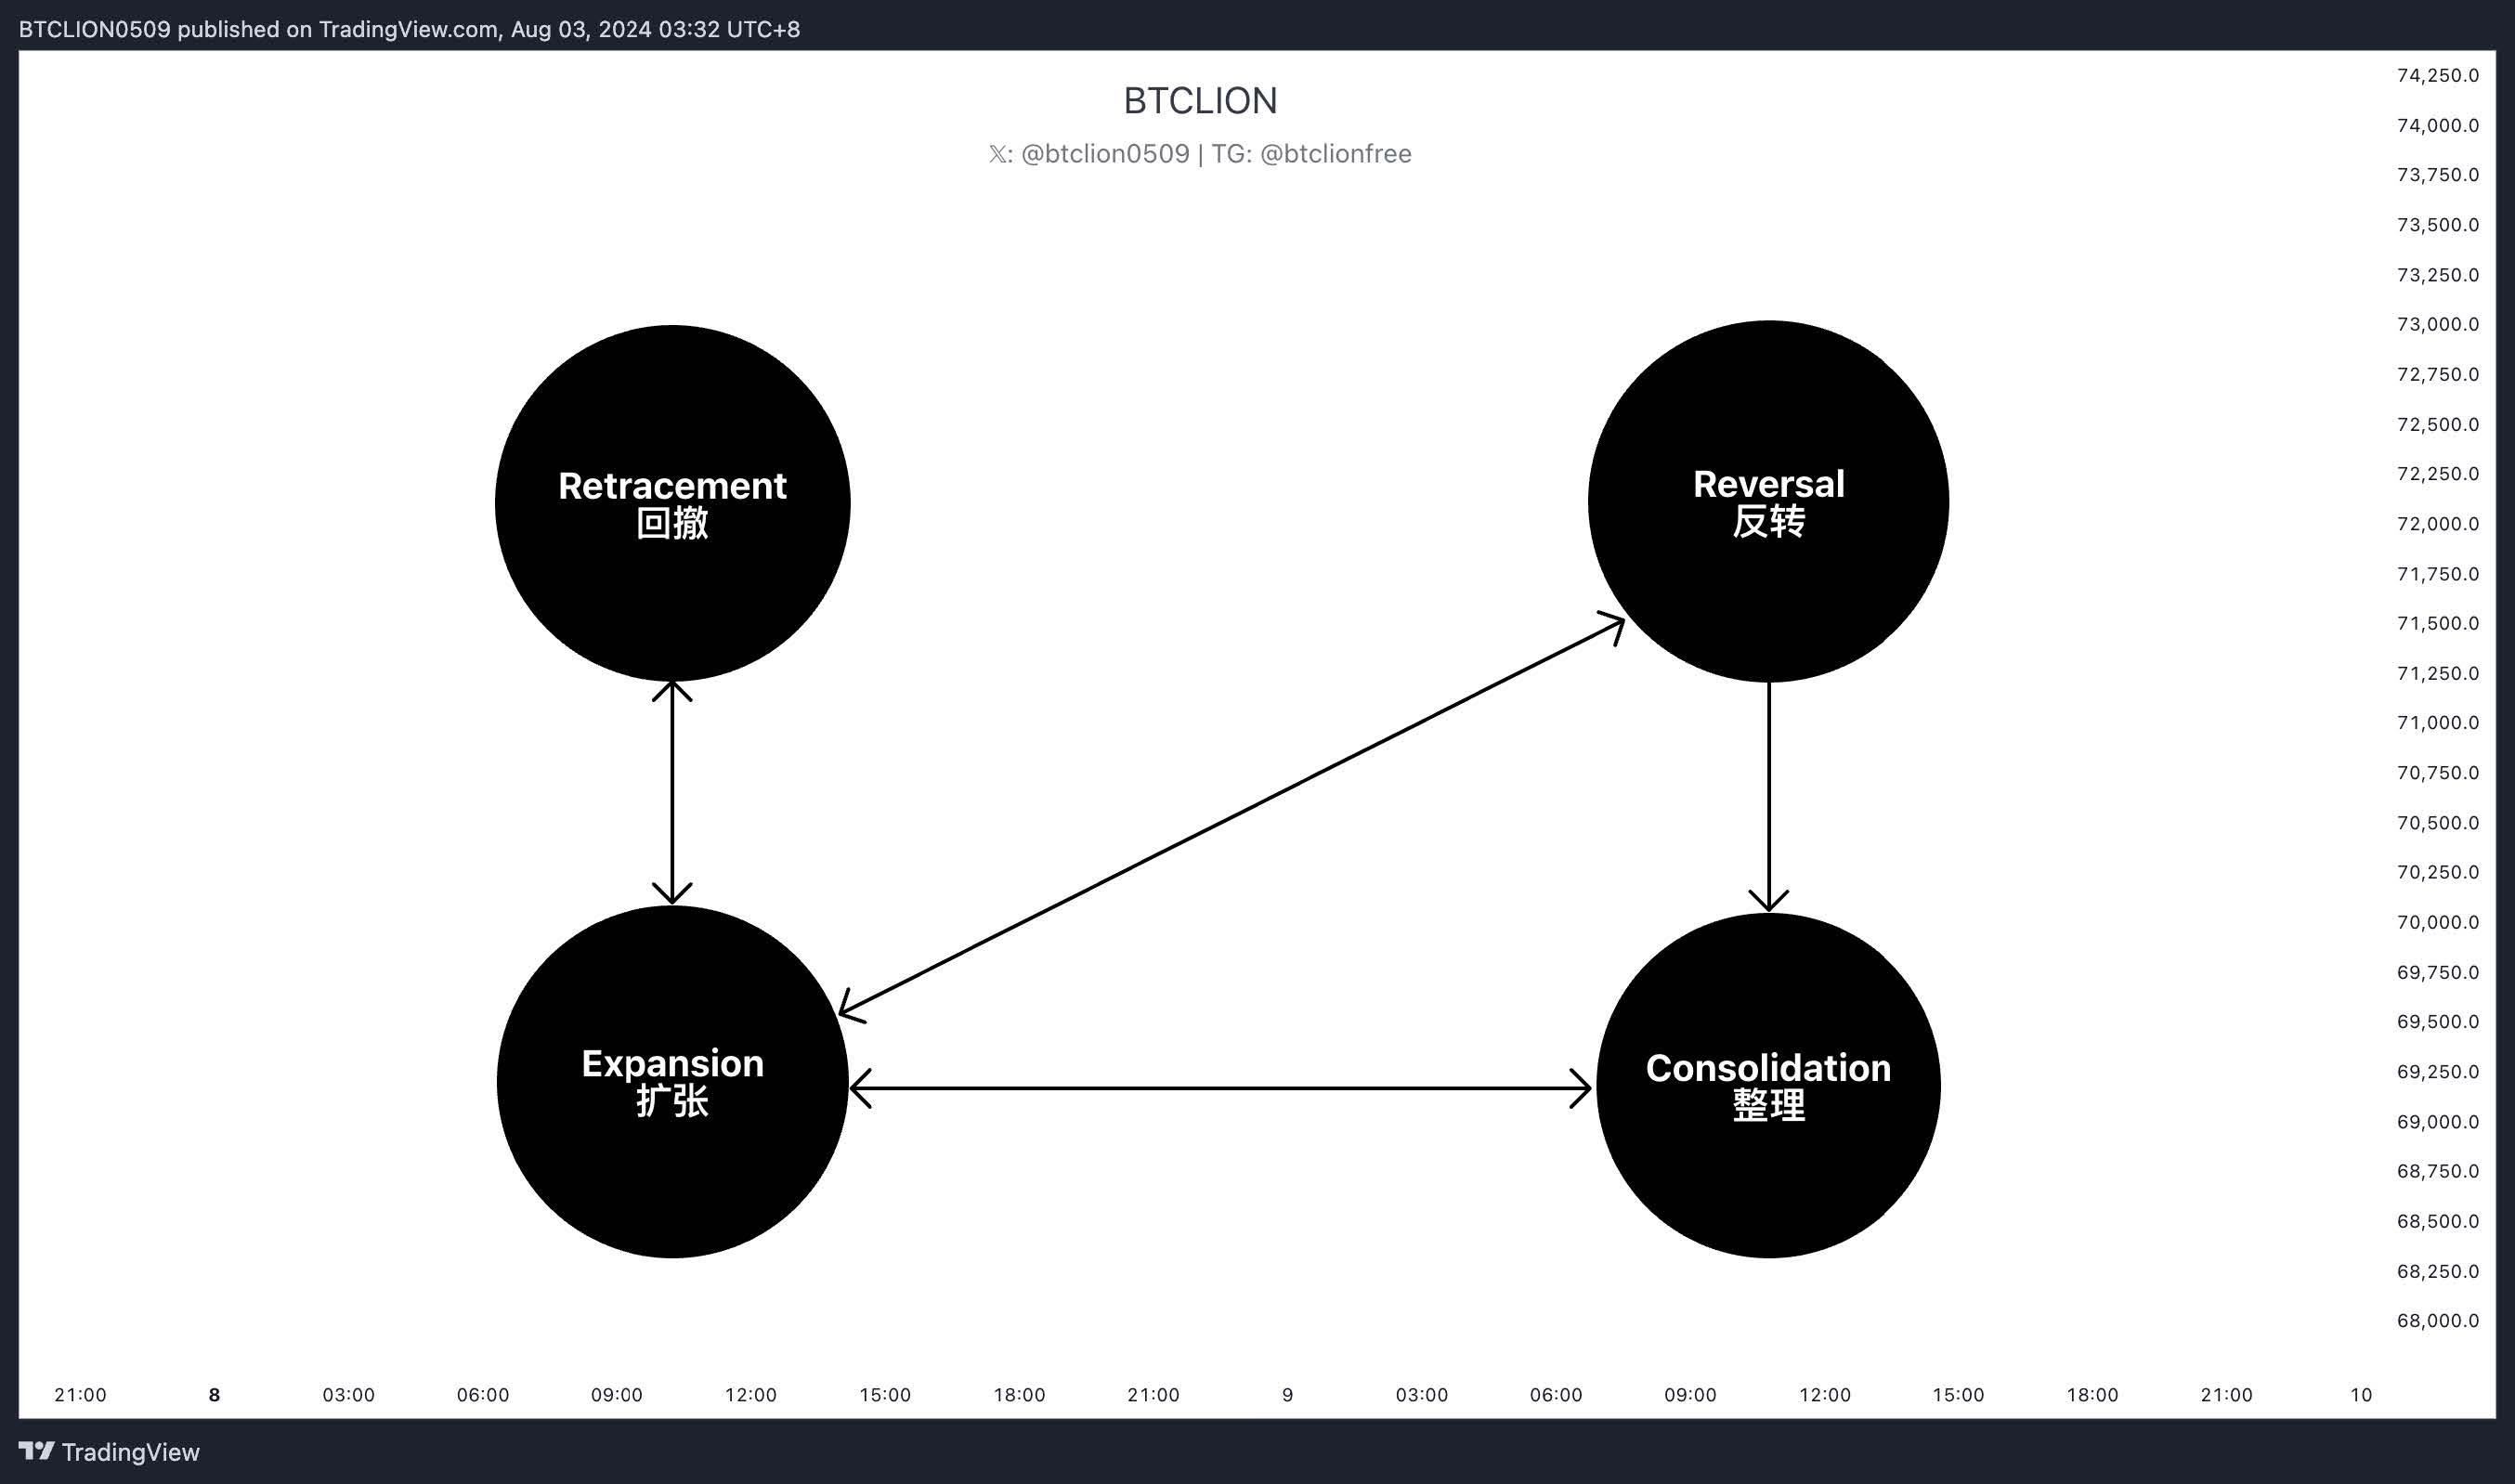 BTCLION0509 published on TradingView.com, Aug 03, 2024 03:32 UTC+8
BTCLION
𝕏: @btclion0509 | TG: @btclionfree
Retracement
回撤
Reversal
反转
Expansion
扩张
Consolidation
整理
74,250.0
74,000.0
73,750.0
73,500.0
73,250.0
73,000.0
72,750.0
72,500.0
72,250.0
72,000.0
71,750.0
71,500.0
71,250.0
71,000.0
70,750.0
70,500.0
70,250.0
70,000.0
69,750.0
69,500.0
69,250.0
69,000.0
68,750.0
68,500.0
68,250.0
68,000.0
21:00 8 03:00 06:00 09:00 12:00 15:00 18:00 21:00 9 03:00 06:00 09:00 12:00 15:00 18:00 21:00 10
TradingView